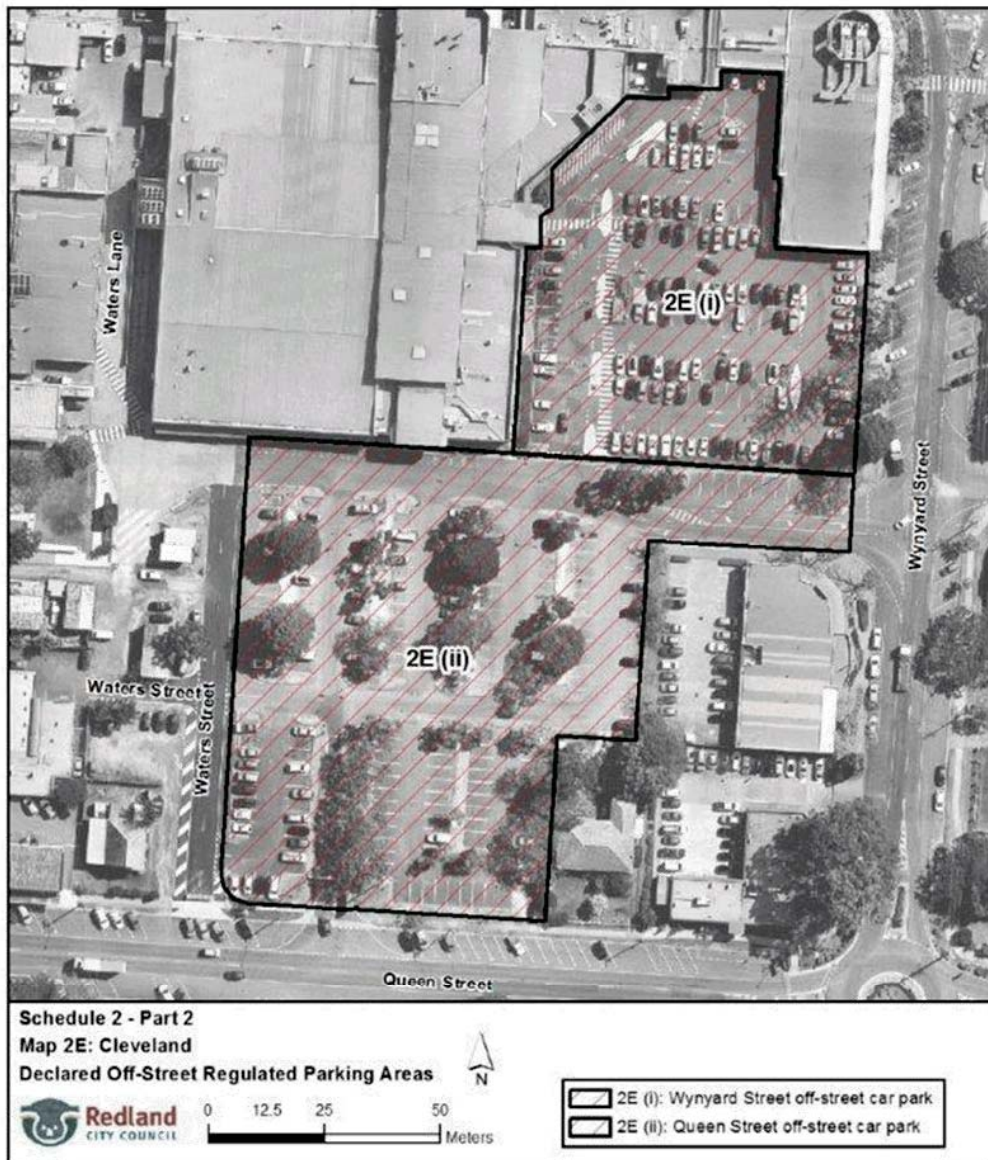 2E (i)
Waters Lane
Wynyard Street
2E (ii)
Waters Street
Waters Street
Queen Street
Schedule 2 - Part 2
Map 2E: Cleveland
Declared Off-Street Regulated Parking Areas
N
Redland
CITY COUNCIL
0 12.5 25 50
Meters
2E (i): Wynyard Street off-street car park
2E (ii): Queen Street off-street car park